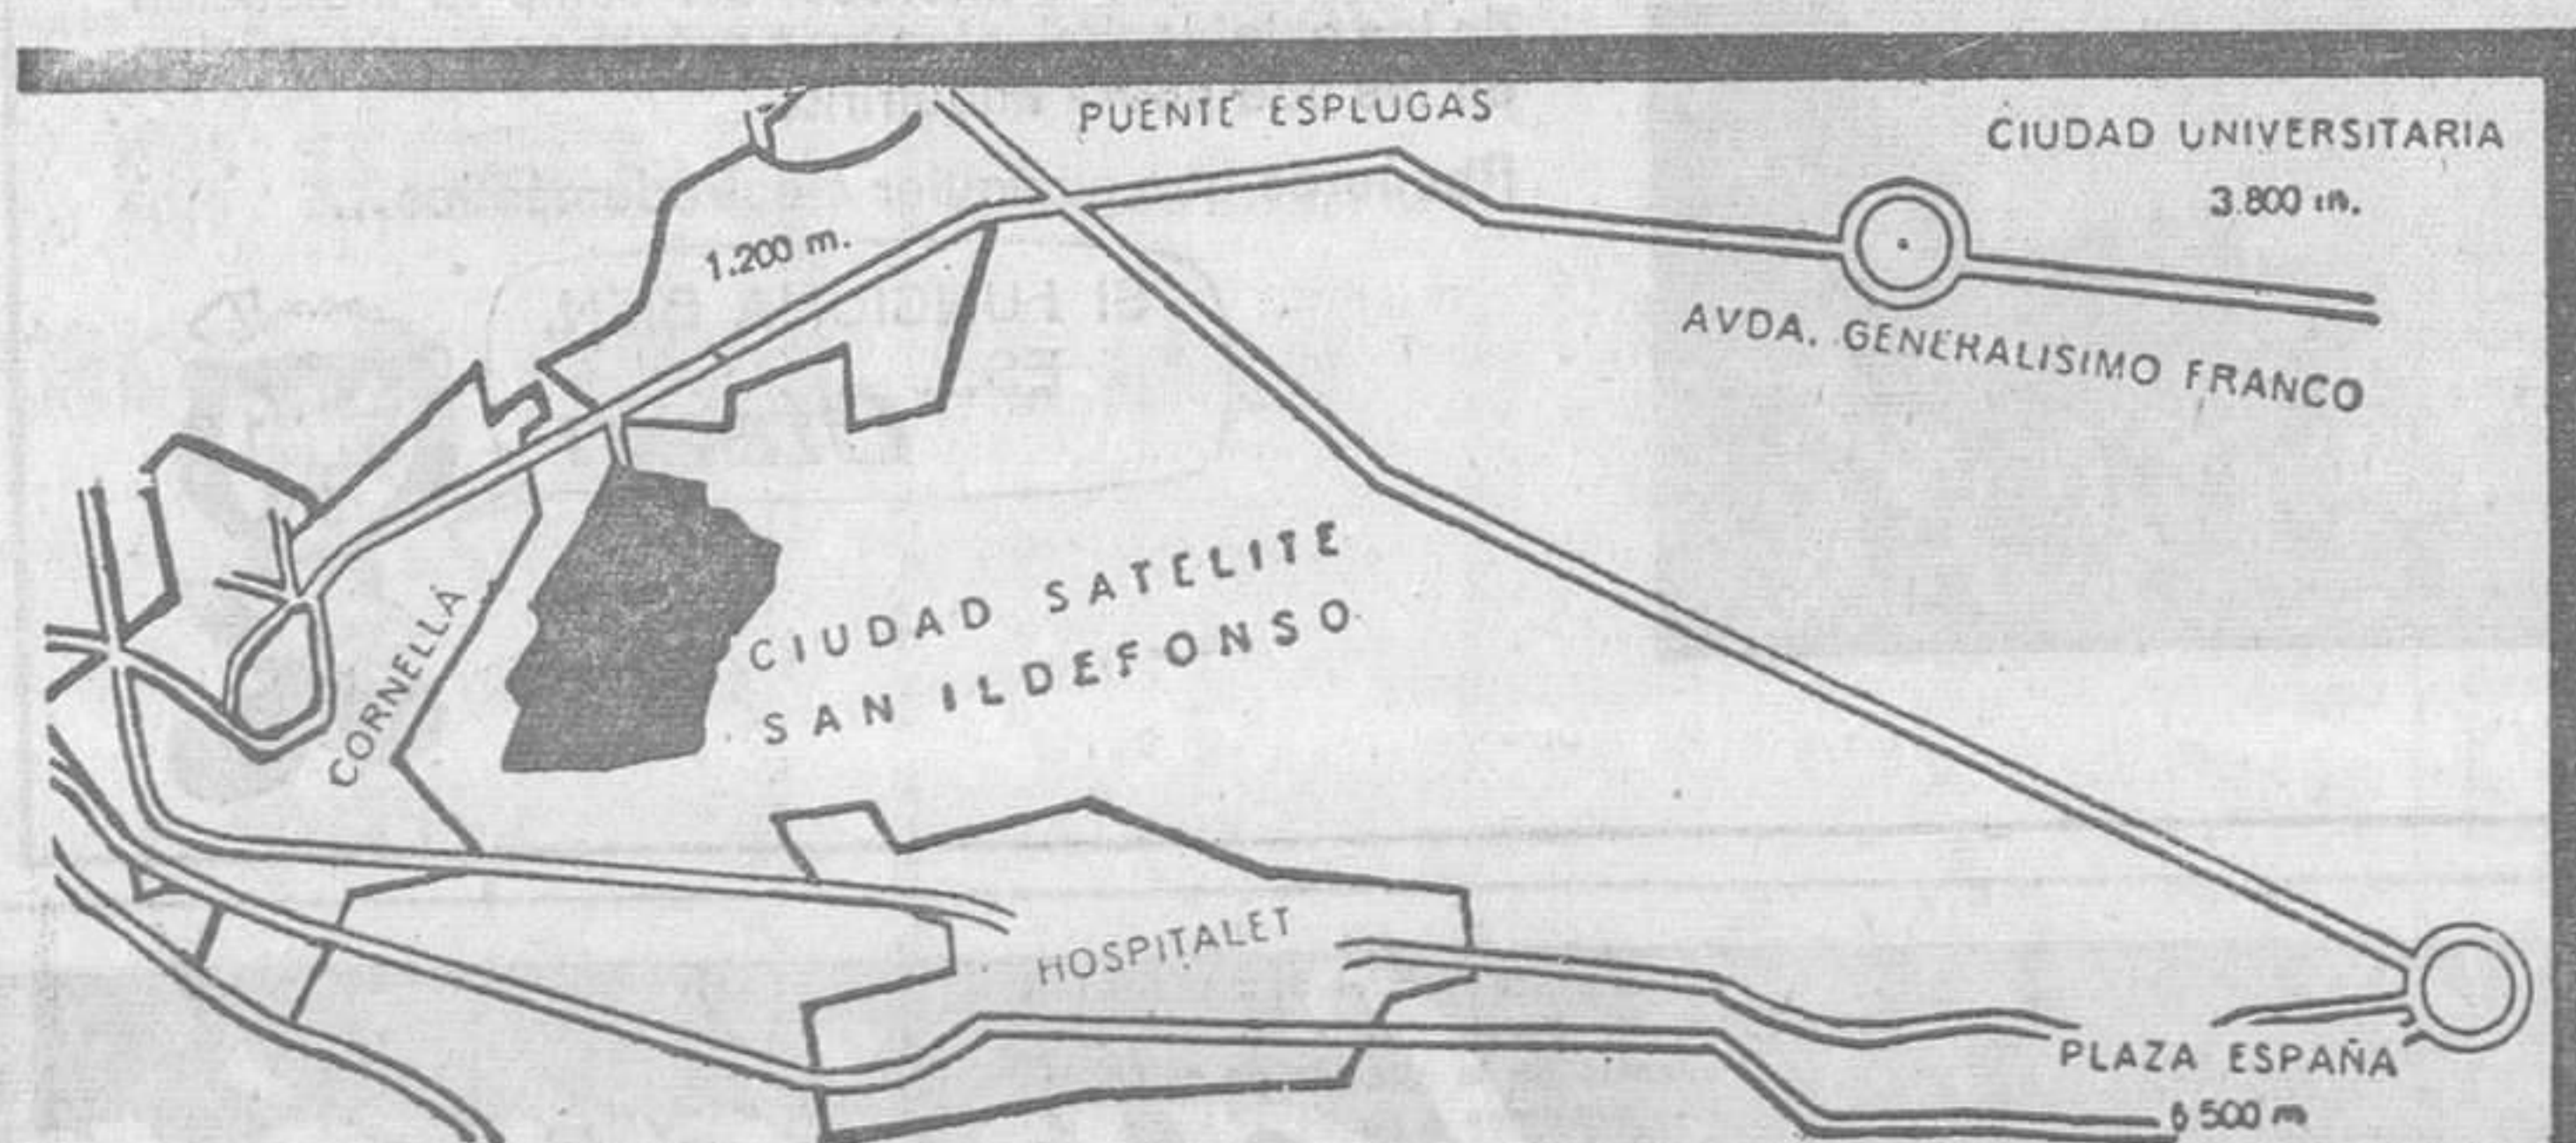 PUENTE ESPLUGAS
CIUDAD UNIVERSITARIA
3.800 m.
1.200 m.
AVDA. GENERALISIMO FRANCO
CIUDAD SATELITE
SAN ILDEFONSO
CORNELLÁ
HOSPITALET
PLAZA ESPAÑA
6 500 m